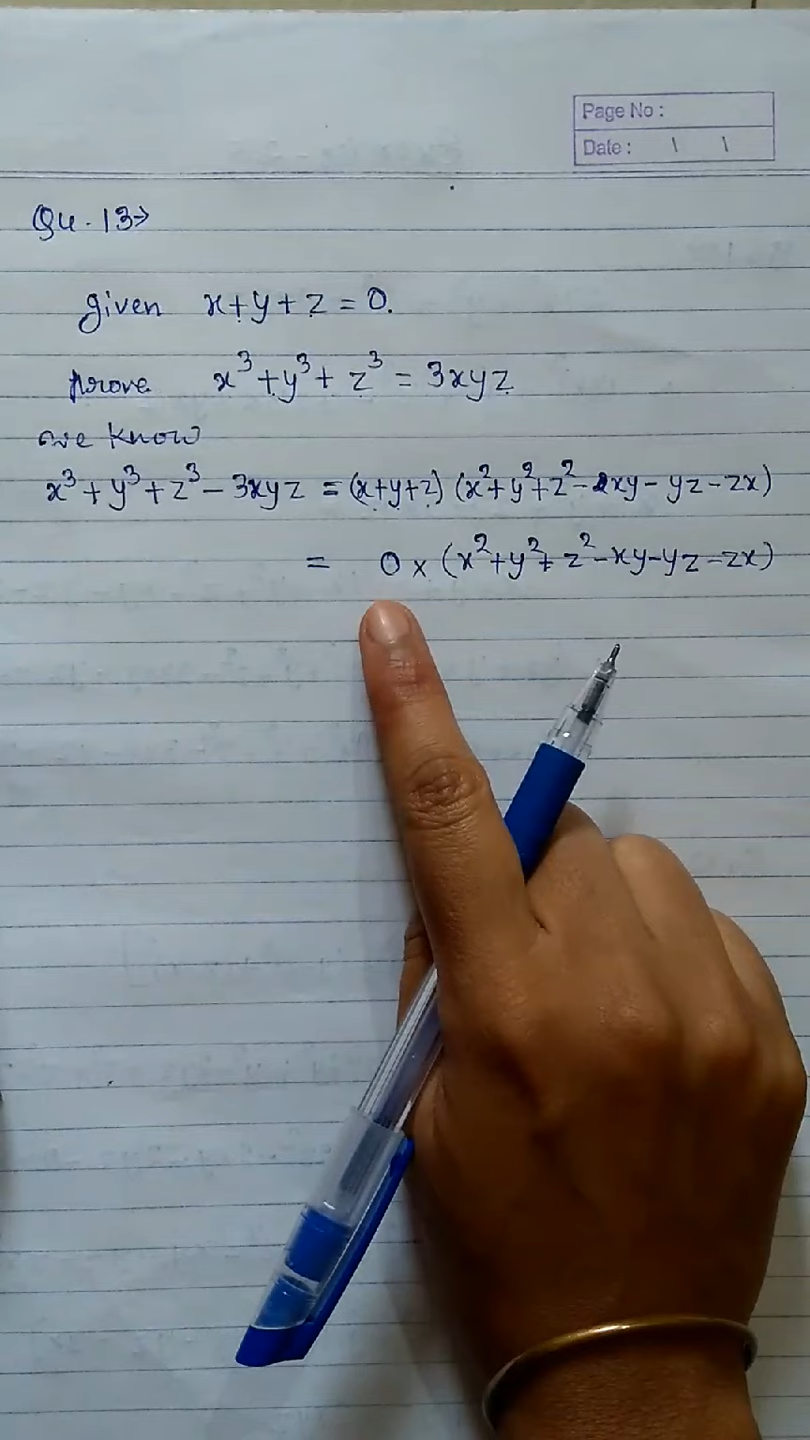 Page No :
Date : \ \
Qu. 13→
given x+y+z = 0.
prove x³+y³+z³ = 3xyz
we know
x³+y³+z³-3xyz = (x+y+z) (x²+y²+z²-xy-yz-zx)
= 0 × (x²+y²+z²-xy-yz-zx)